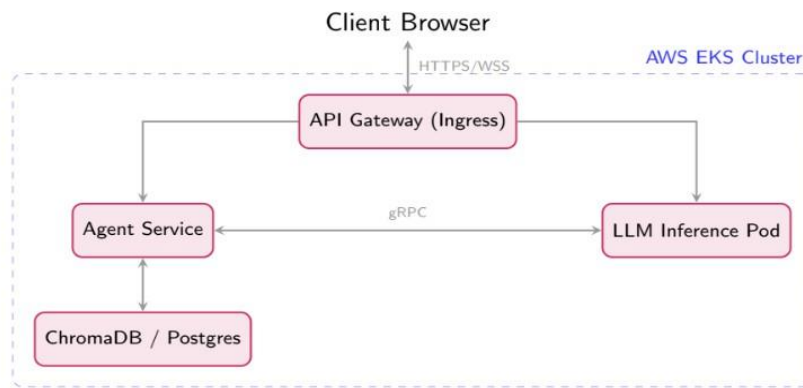 Client Browser
HTTPS/WSS
AWS EKS Cluster
API Gateway (Ingress)
Agent Service
gRPC
LLM Inference Pod
ChromaDB / Postgres